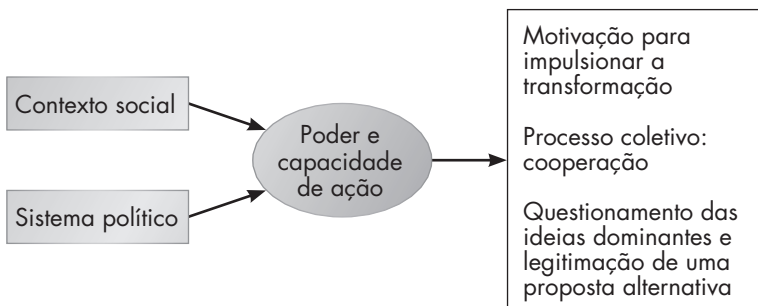 Contexto social
Sistema político
Poder e
capacidade
de ação
Motivação para
impulsionar a
transformação
Processo coletivo:
cooperação
Questionamento das
ideias dominantes e
legitimação de uma
proposta alternativa